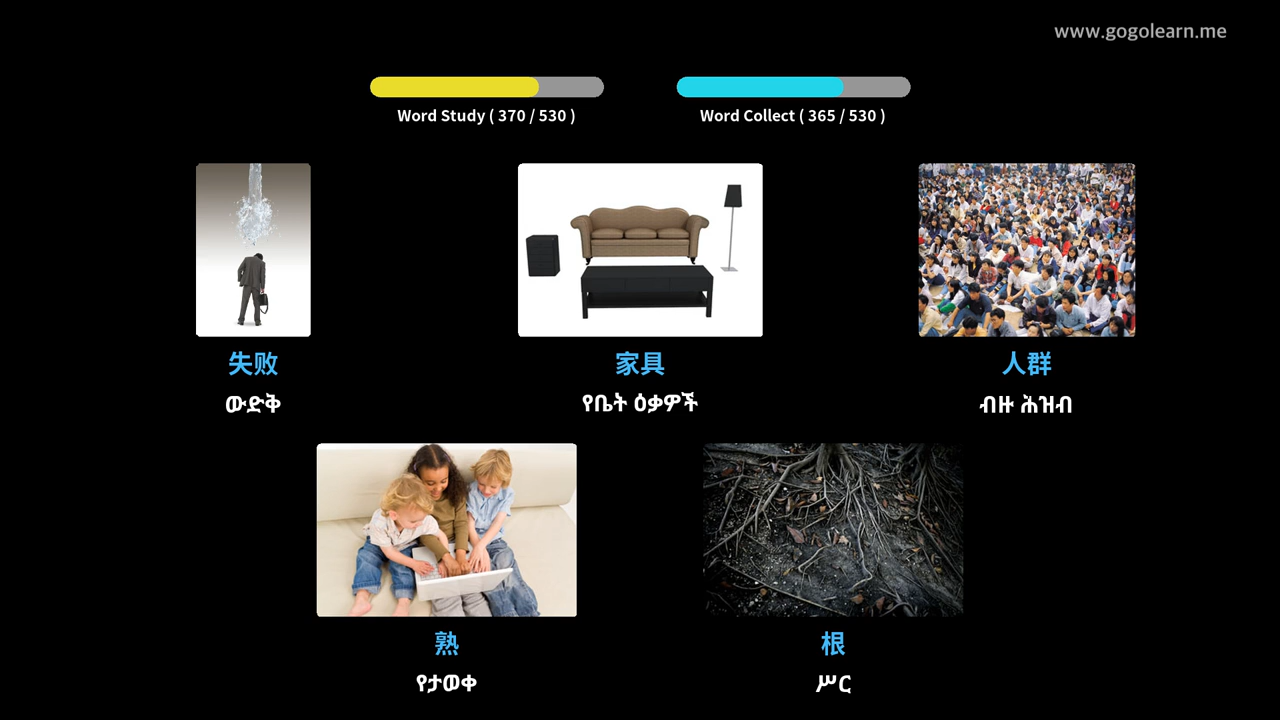 www.gogolearn.me
Word Study ( 370 / 530 )
Word Collect ( 365 / 530 )
失败
ውድቅ
家具
የቤት ዕቃዎች
人群
ብዙ ሕዝብ
熟
የታወቀ
根
ሥር